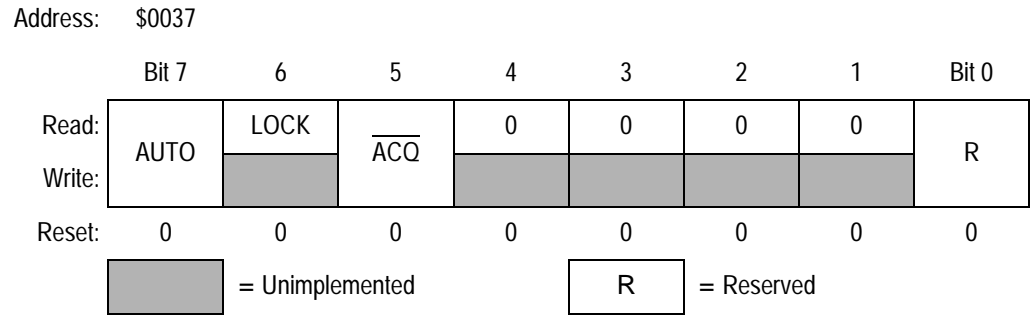 Address: $0037
Bit 7 6 5 4 3 2 1 Bit 0
Read: AUTO LOCK A̅C̅Q̅ 0 0 0 0 R
Write:
Reset: 0 0 0 0 0 0 0 0
= Unimplemented R = Reserved